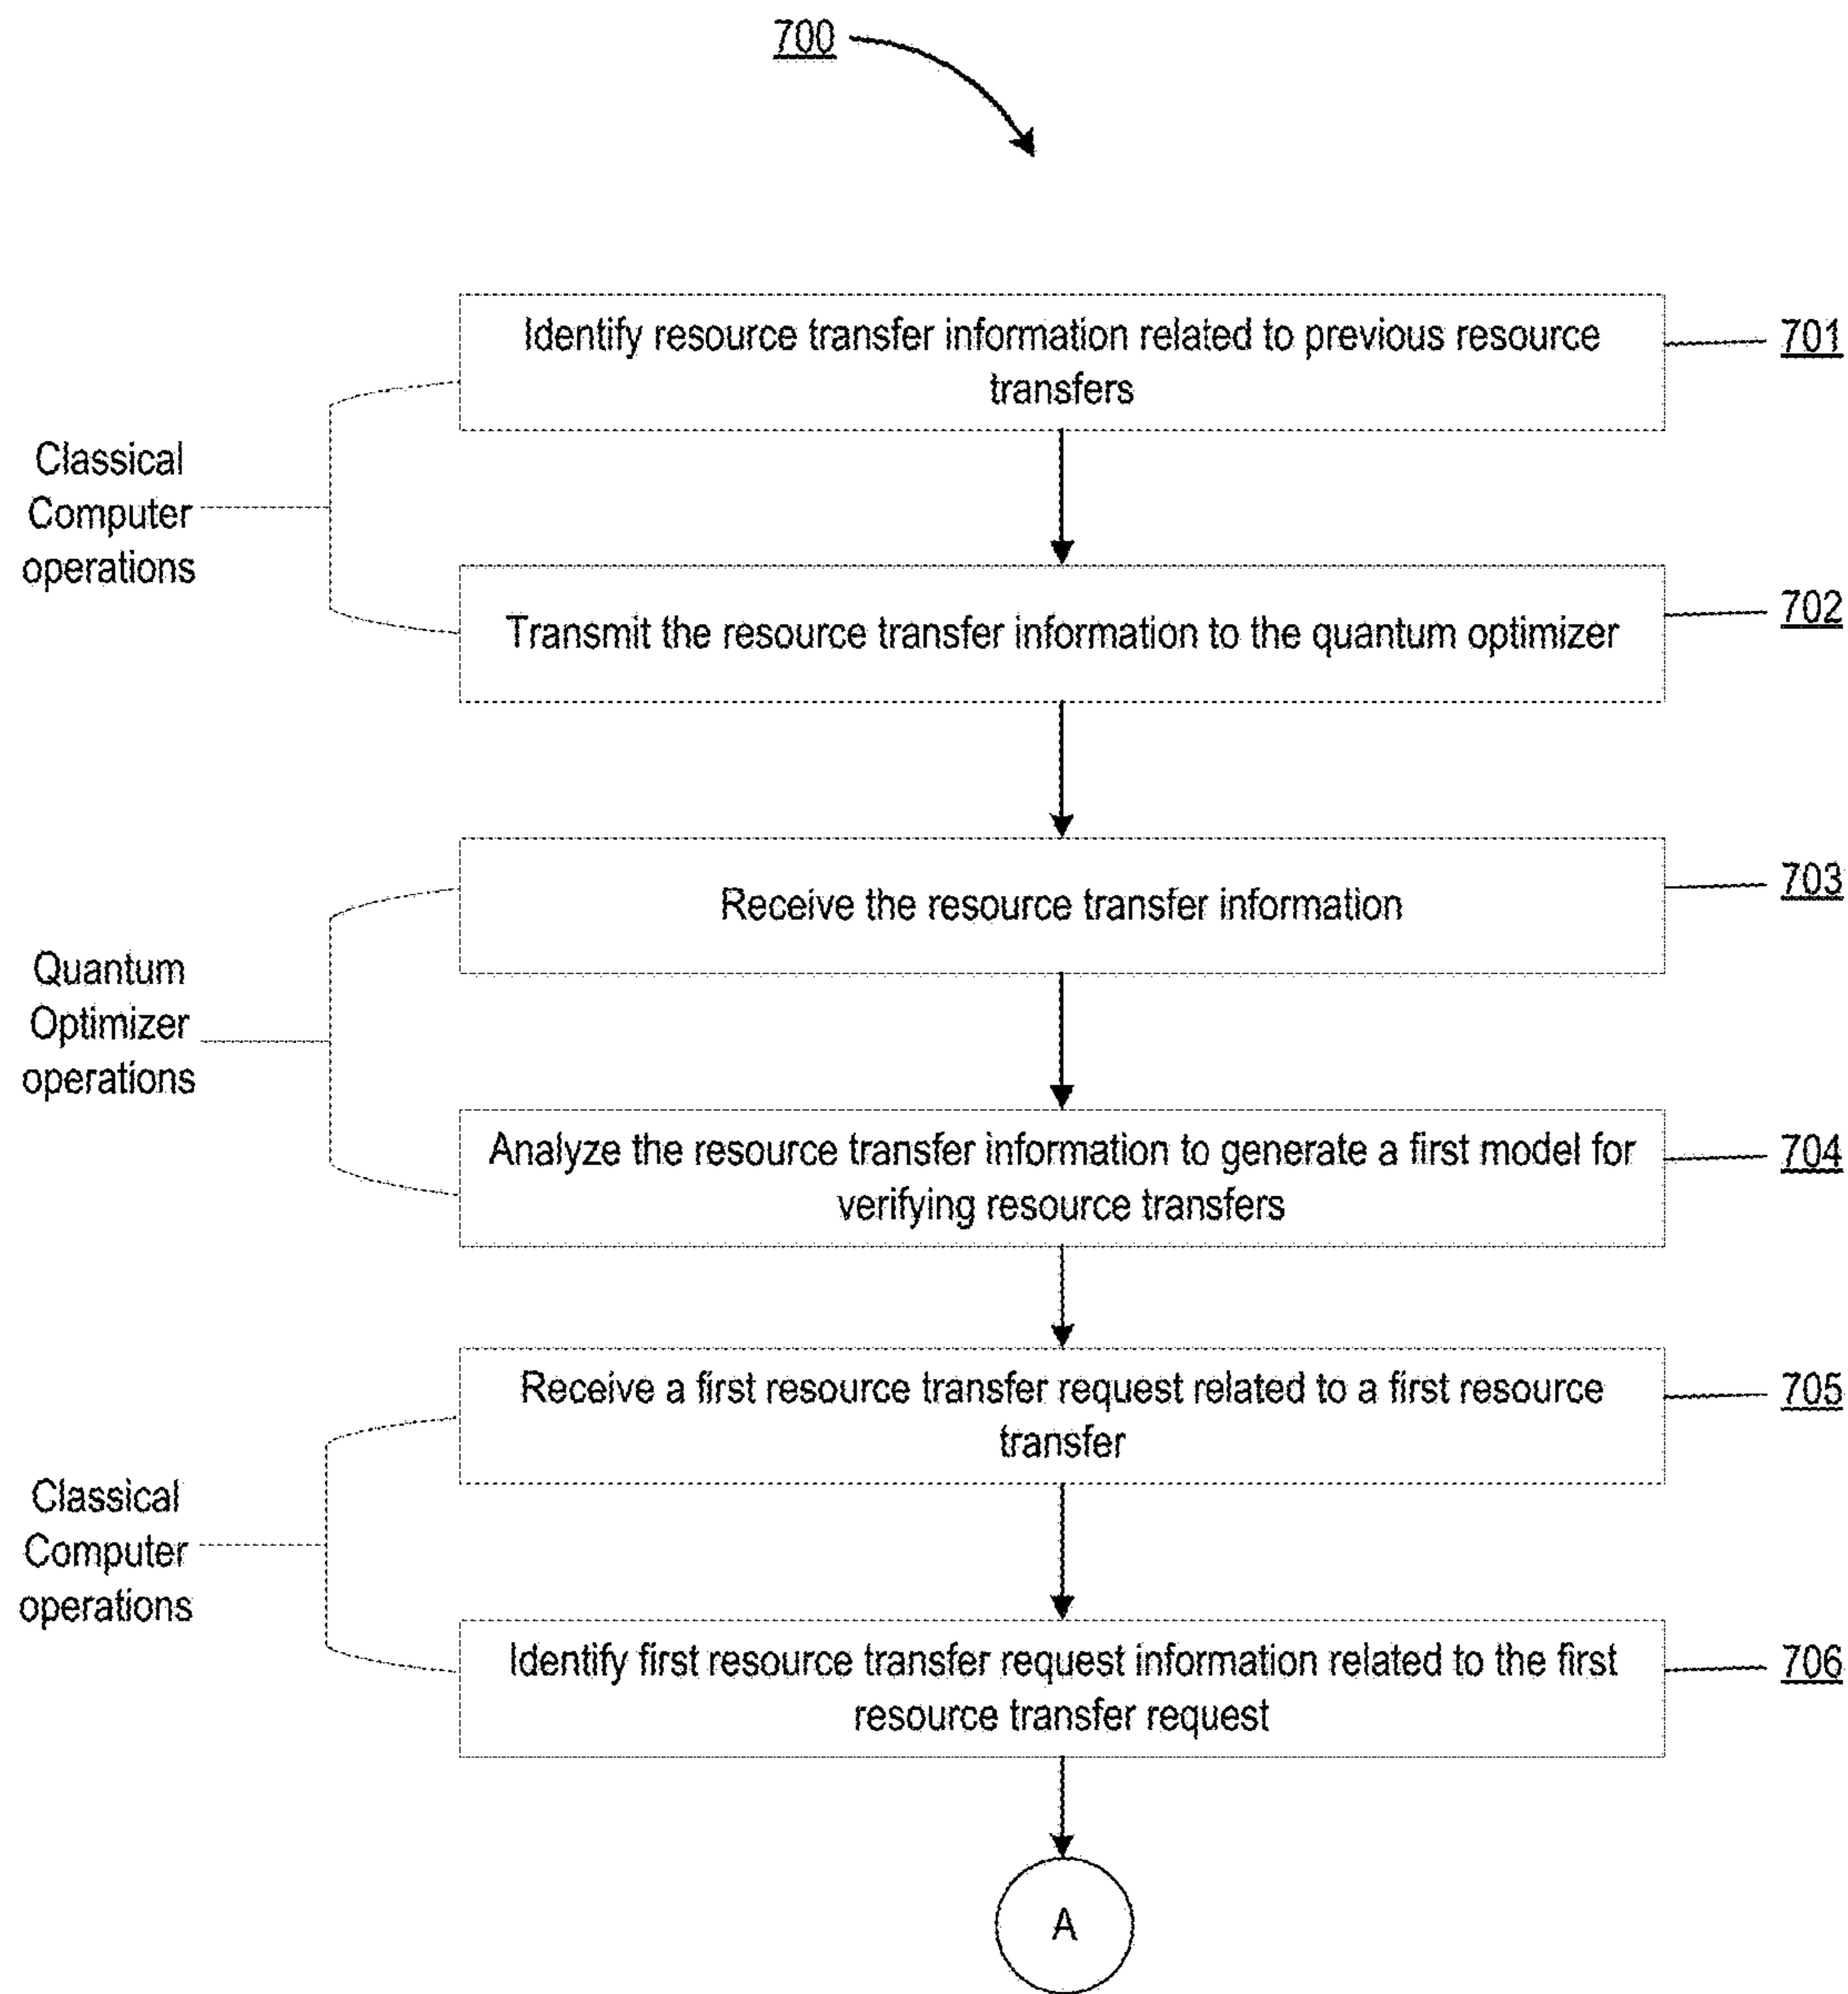 700
Identify resource transfer information related to previous resource
transfers
701
Classical
Computer
operations
Transmit the resource transfer information to the quantum optimizer
702
Receive the resource transfer information
703
Quantum
Optimizer
operations
Analyze the resource transfer information to generate a first model for
verifying resource transfers
704
Receive a first resource transfer request related to a first resource
transfer
705
Classical
Computer
operations
Identify first resource transfer request information related to the first
resource transfer request
706
A